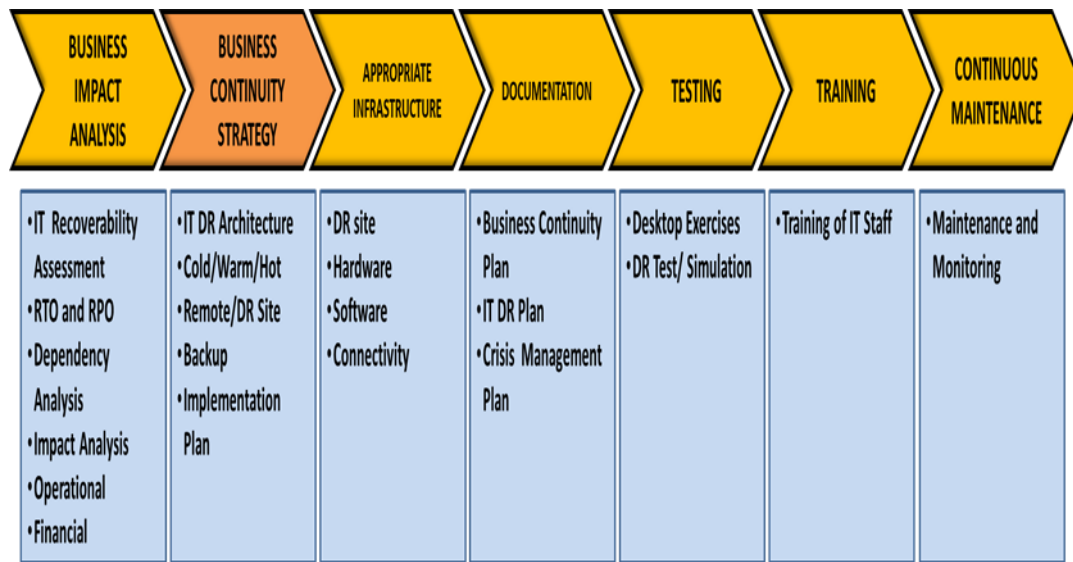 BUSINESS
IMPACT
ANALYSIS
BUSINESS
CONTINUITY
STRATEGY
APPROPRIATE
INFRASTRUCTURE
DOCUMENTATION
TESTING
TRAINING
CONTINUOUS
MAINTENANCE
•IT Recoverability
Assessment
•RTO and RPO
•Dependency
Analysis
•Impact Analysis
•Operational
•Financial
•IT DR Architecture
•Cold/Warm/Hot
•Remote/DR Site
•Backup
•Implementation
Plan
•DR site
•Hardware
•Software
•Connectivity
•Business Continuity
Plan
•IT DR Plan
•Crisis Management
Plan
•Desktop Exercises
•DR Test/ Simulation
•Training of IT Staff
•Maintenance and
Monitoring